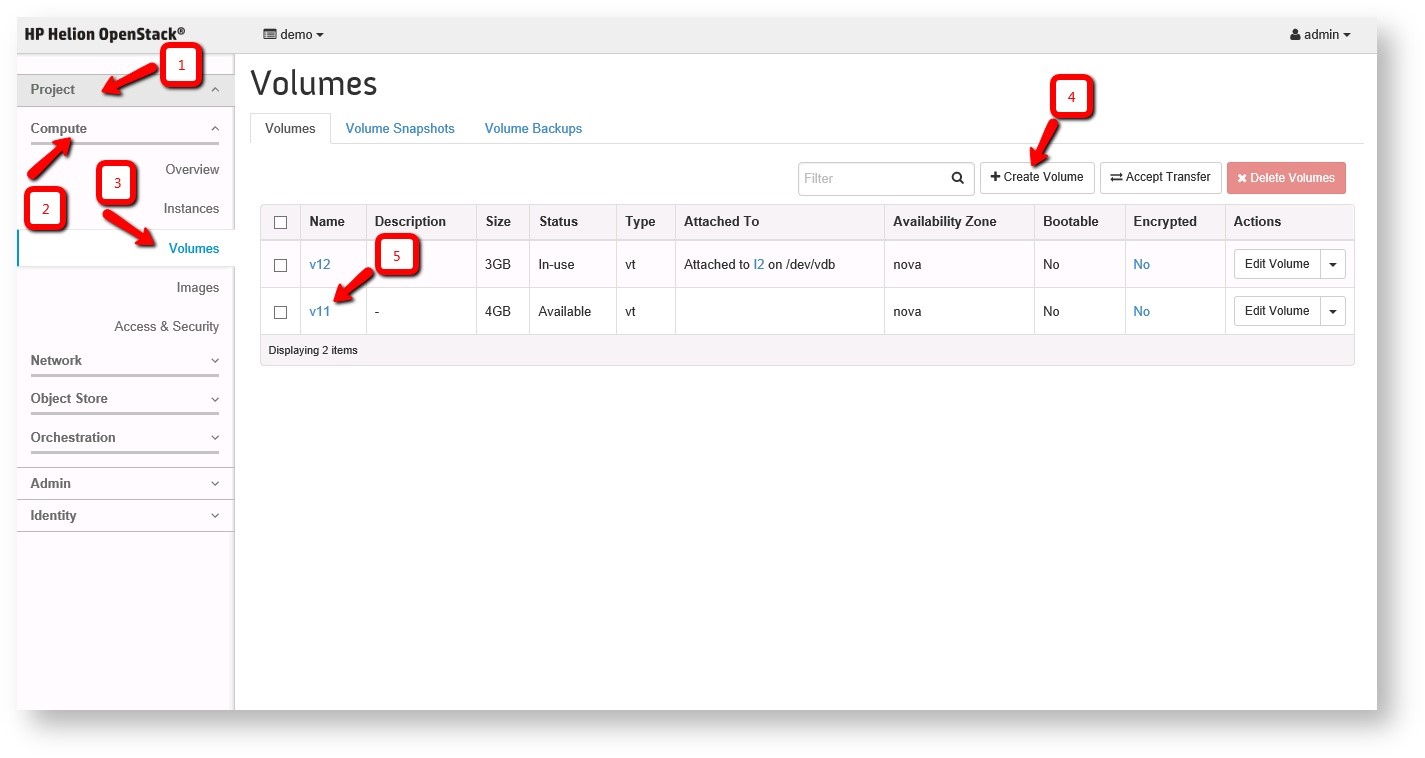 HP Helion OpenStack® demo admin
1
Project
Compute
2
3
Overview
Instances
Volumes
Images
Access & Security
Network
Object Store
Orchestration
Admin
Identity
Volumes
4
Volumes Volume Snapshots Volume Backups
Filter Create Volume Accept Transfer Delete Volumes
Name Description Size Status Type Attached To Availability Zone Bootable Encrypted Actions
5
v12 3GB In-use vt Attached to I2 on /dev/vdb nova No No Edit Volume
v11 - 4GB Available vt nova No No Edit Volume
Displaying 2 items